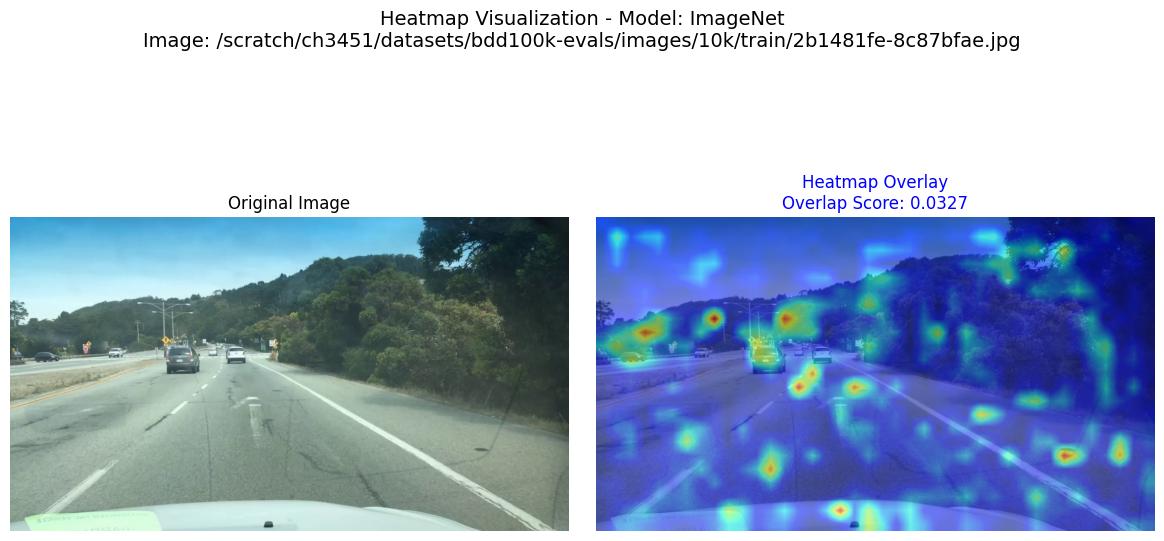 Heatmap Visualization - Model: ImageNet
Image: /scratch/ch3451/datasets/bdd100k-evals/images/10k/train/2b1481fe-8c87bfae.jpg
Original Image
Heatmap Overlay
Overlap Score: 0.0327